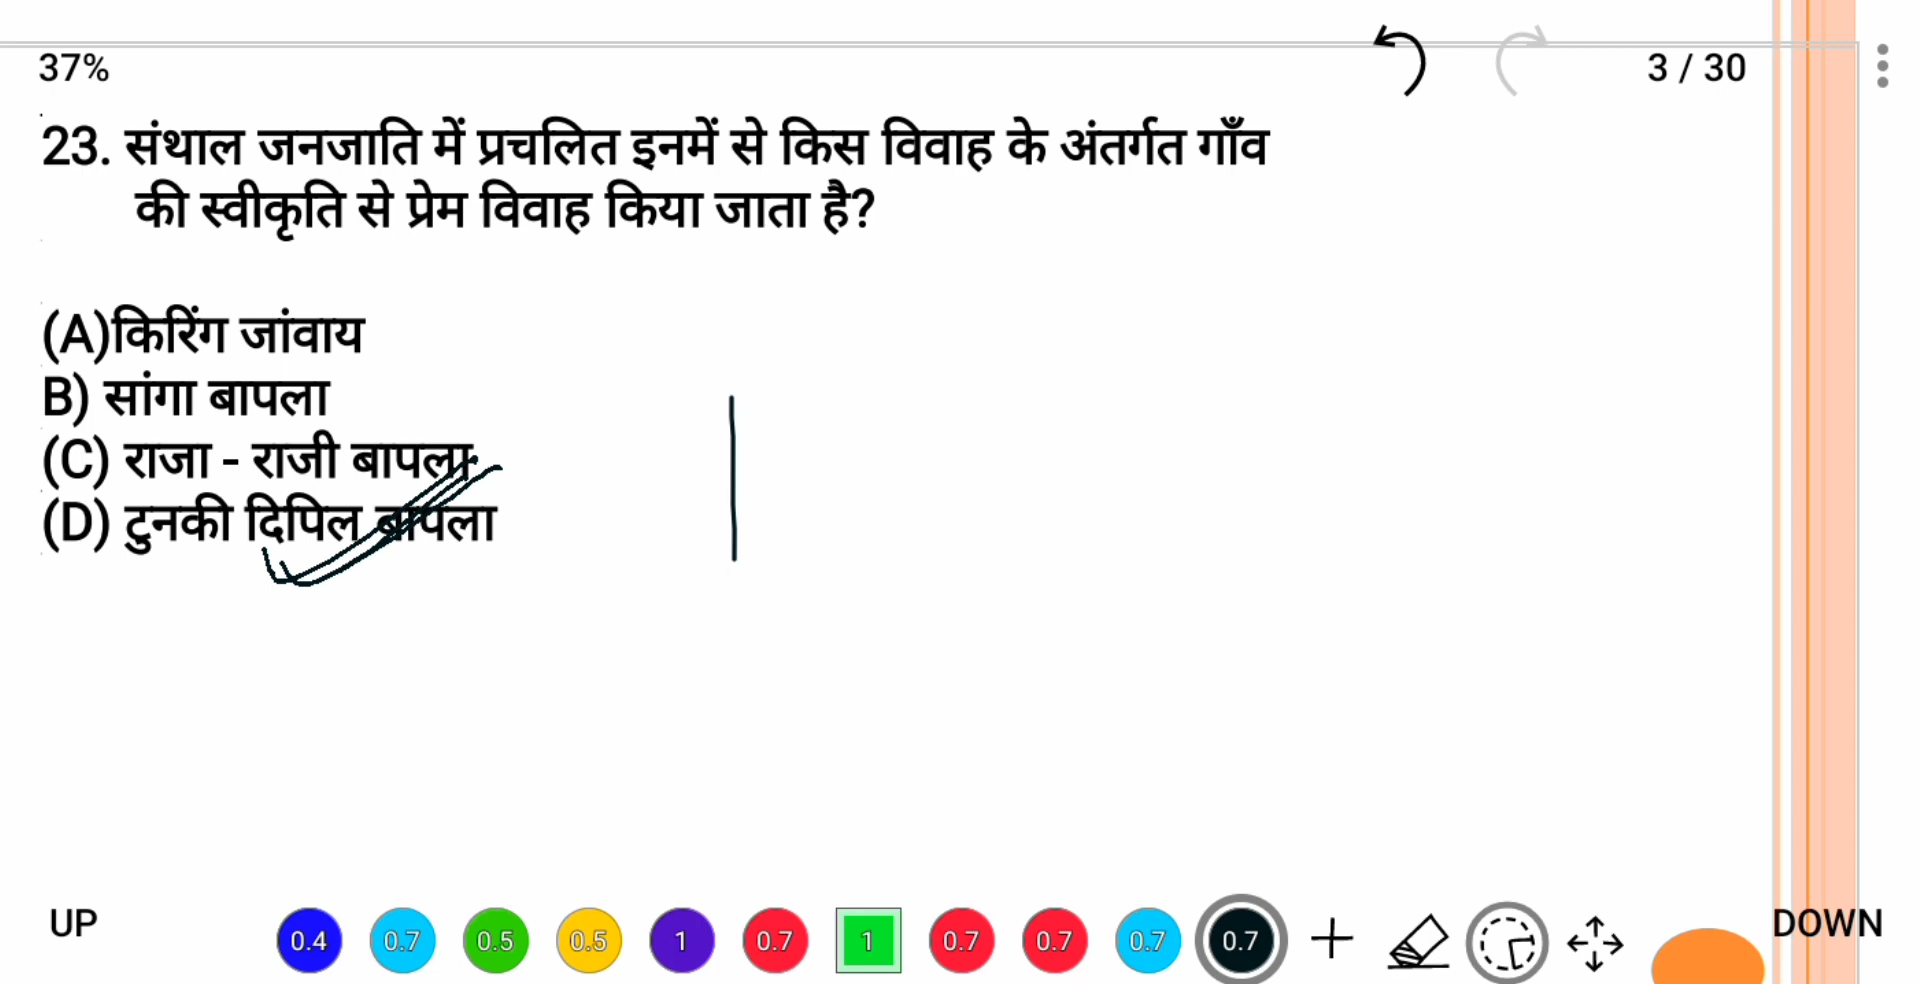 37%
3 / 30
23. संथाल जनजाति में प्रचलित इनमें से किस विवाह के अंतर्गत गाँव
की स्वीकृति से प्रेम विवाह किया जाता है?
(A)किरिंग जांवाय
B) सांगा बापला
(C) राजा - राजी बापला
(D) टुनकी दिपिल बापला
UP
0.4 0.7 0.5 0.5 1 0.7 1 0.7 0.7 0.7 0.7
DOWN